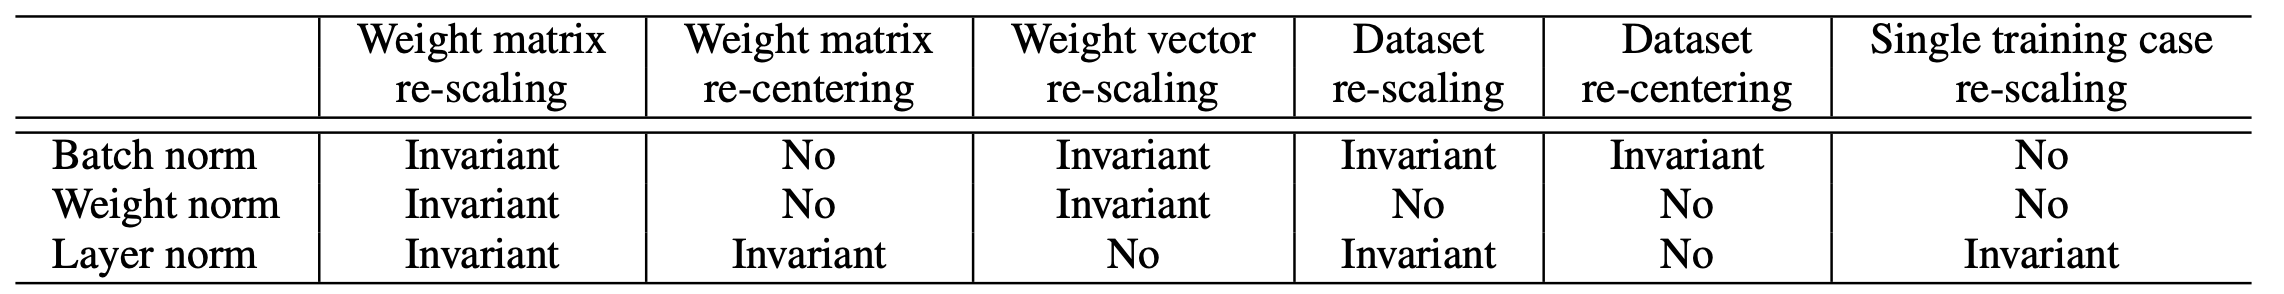 Weight matrix Weight matrix Weight vector Dataset Dataset Single training case
re-scaling re-centering re-scaling re-scaling re-centering re-scaling
Batch norm Invariant No Invariant Invariant Invariant No
Weight norm Invariant No Invariant No No No
Layer norm Invariant Invariant No Invariant No Invariant